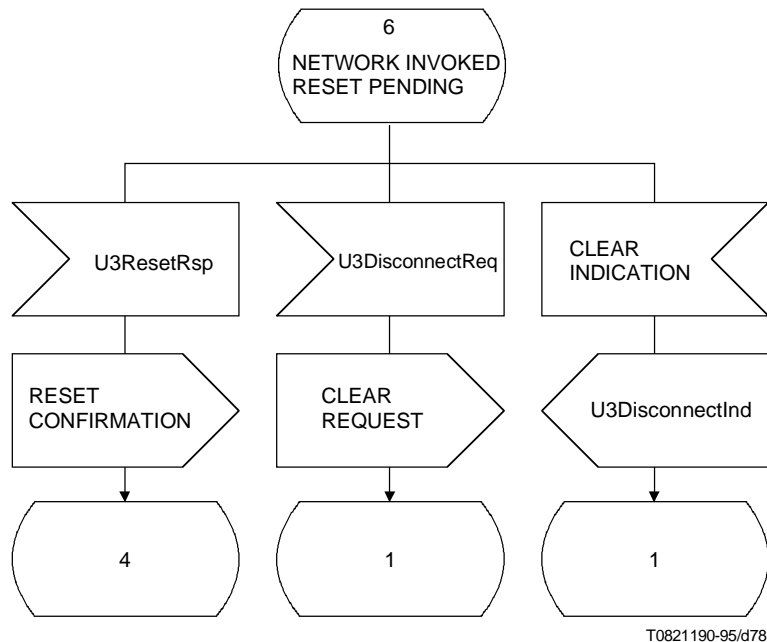 6
NETWORK INVOKED
RESET PENDING
U3ResetRsp
U3DisconnectReq
CLEAR
INDICATION
RESET
CONFIRMATION
CLEAR
REQUEST
U3DisconnectInd
4
1
1
T0821190-95/d78